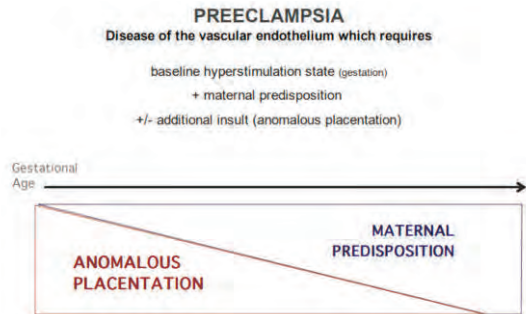 PREECLAMPSIA
Disease of the vascular endothelium which requires
baseline hyperstimulation state (gestation)
+ maternal predisposition
+/- additional insult (anomalous placentation)
Gestational
Age
MATERNAL
PREDISPOSITION
ANOMALOUS
PLACENTATION